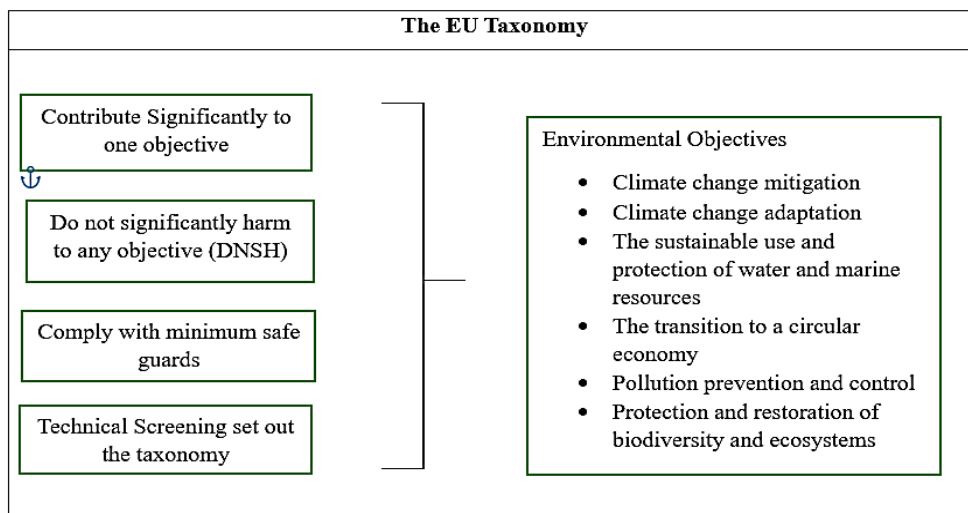 The EU Taxonomy
Contribute Significantly to
one objective
Do not significantly harm
to any objective (DNSH)
Comply with minimum safe
guards
Technical Screening set out
the taxonomy
Environmental Objectives
• Climate change mitigation
• Climate change adaptation
• The sustainable use and
protection of water and marine
resources
• The transition to a circular
economy
• Pollution prevention and control
• Protection and restoration of
biodiversity and ecosystems